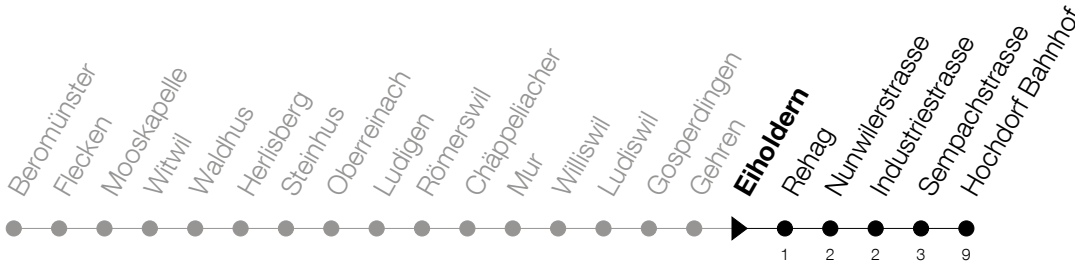 Beromünster
Flecken
Mooskapelle
Witwil
Waldhus
Herlisberg
Steinhus
Oberreinach
Ludigen
Römerswil
Chäppeliacher
Mur
Williswil
Ludiswil
Gosperdingen
Gehren
Eiholdern
Rehag
Nunwilerstrasse
Industriestrasse
Sempachstrasse
Hochdorf Bahnhof
1 2 2 3 9